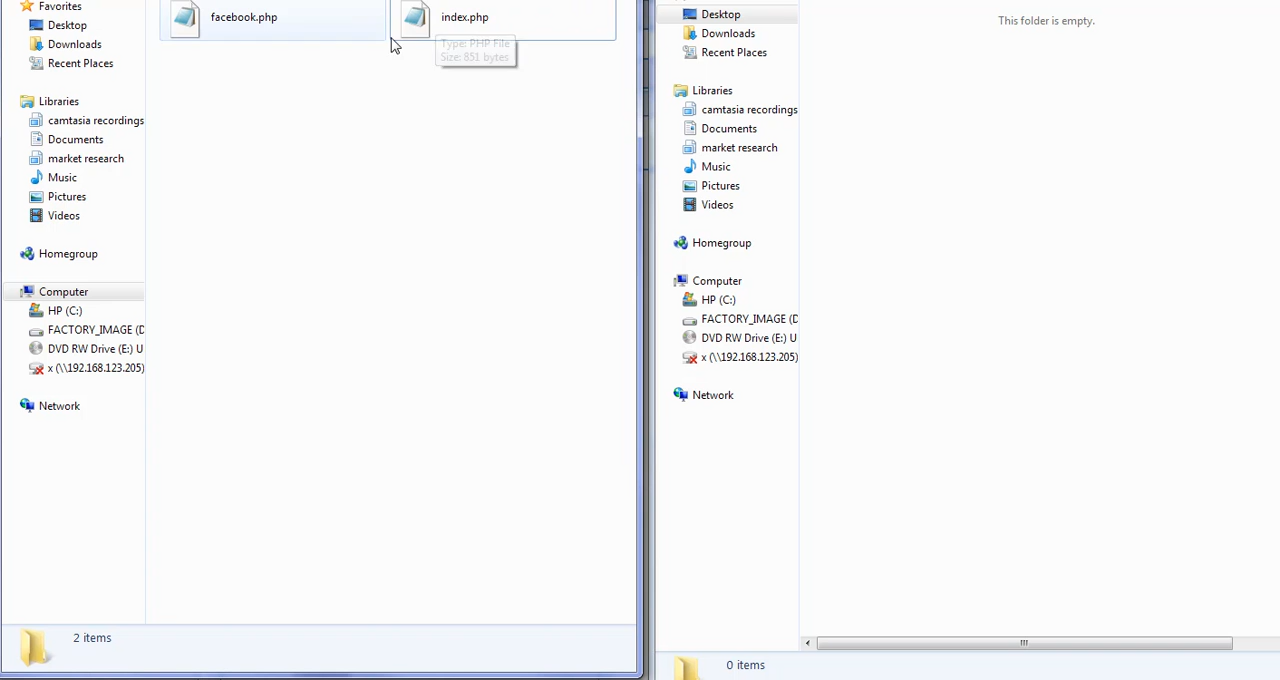 Favorites
Desktop
Downloads
Recent Places
Libraries
camtasia recordings
Documents
market research
Music
Pictures
Videos
Homegroup
Computer
HP (C:)
FACTORY_IMAGE (D
DVD RW Drive (E:) U
x (\\192.168.123.205)
Network
facebook.php
index.php
Type: PHP File
Size: 851 bytes
2 items
Desktop
Downloads
Recent Places
Libraries
camtasia recordings
Documents
market research
Music
Pictures
Videos
Homegroup
Computer
HP (C:)
FACTORY_IMAGE (D
DVD RW Drive (E:) U
x (\\192.168.123.205)
Network
This folder is empty.
0 items